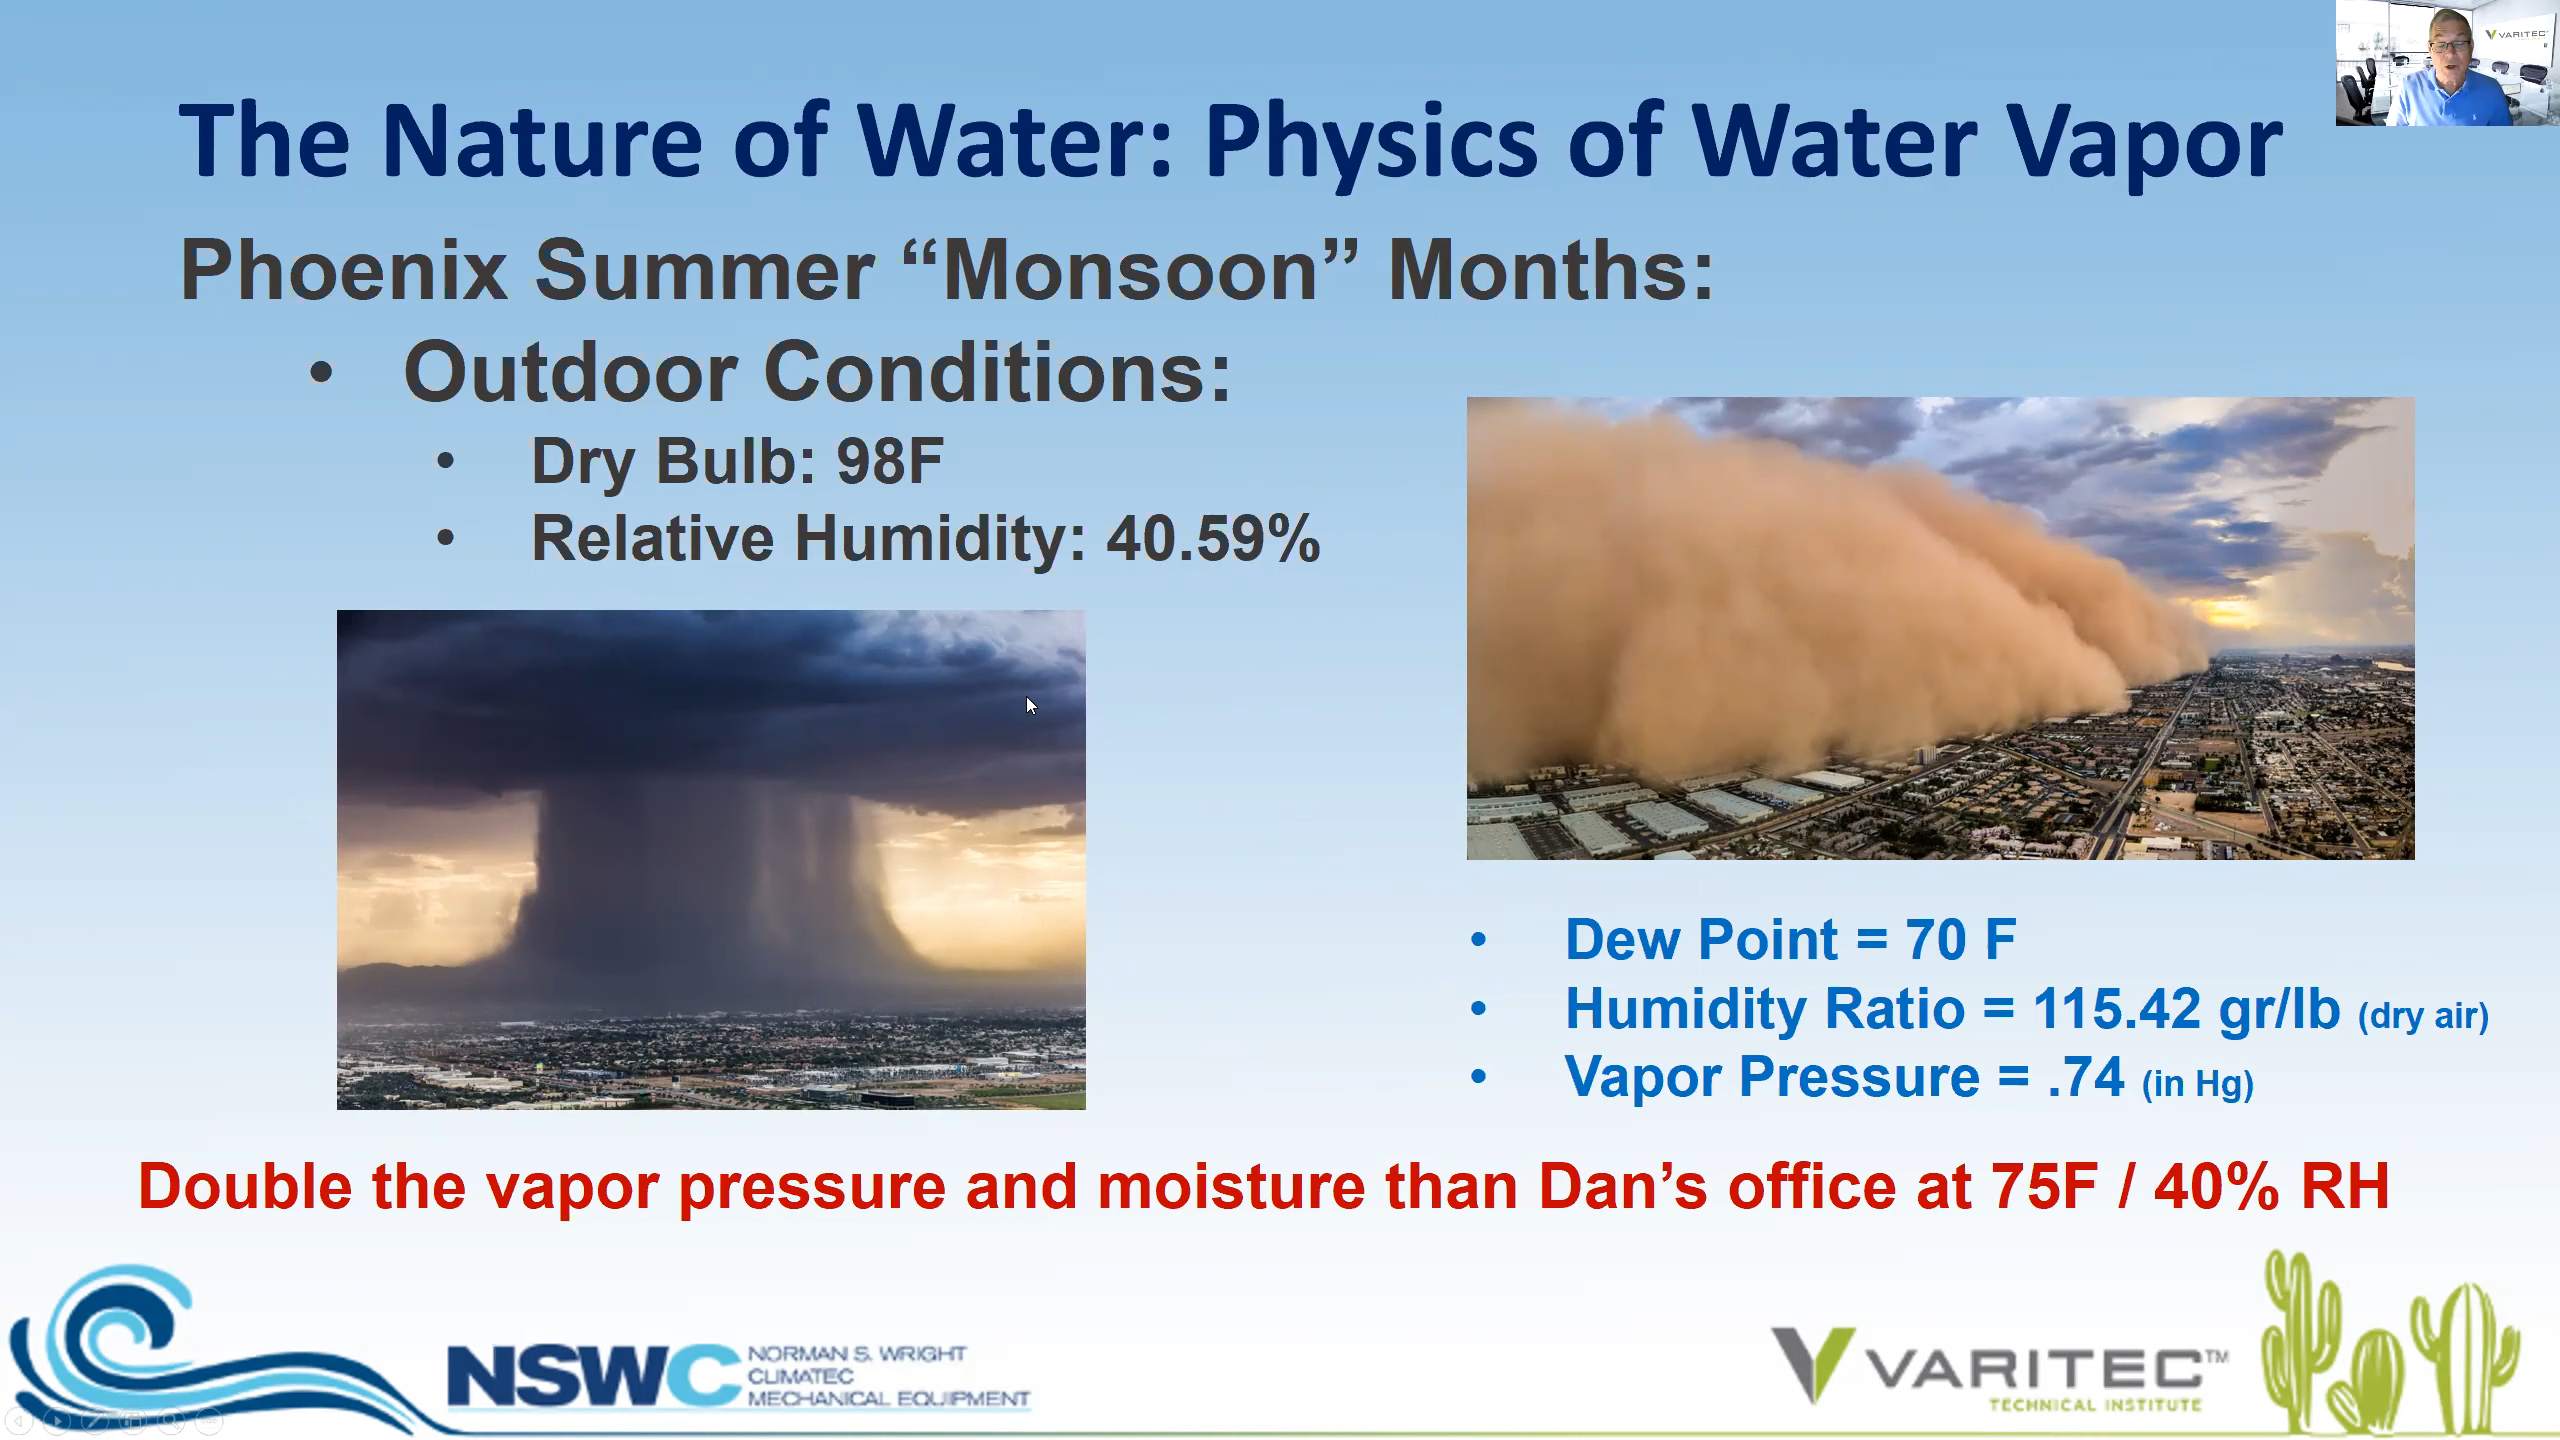 VARITEC
The Nature of Water: Physics of Water Vapor
Phoenix Summer “Monsoon” Months:
• Outdoor Conditions:
• Dry Bulb: 98F
• Relative Humidity: 40.59%
• Dew Point = 70 F
• Humidity Ratio = 115.42 gr/lb (dry air)
• Vapor Pressure = .74 (in Hg)
Double the vapor pressure and moisture than Dan’s office at 75F / 40% RH
NSWC
NORMAN S. WRIGHT
CLIMATEC
MECHANICAL EQUIPMENT
VARITEC™
TECHNICAL INSTITUTE